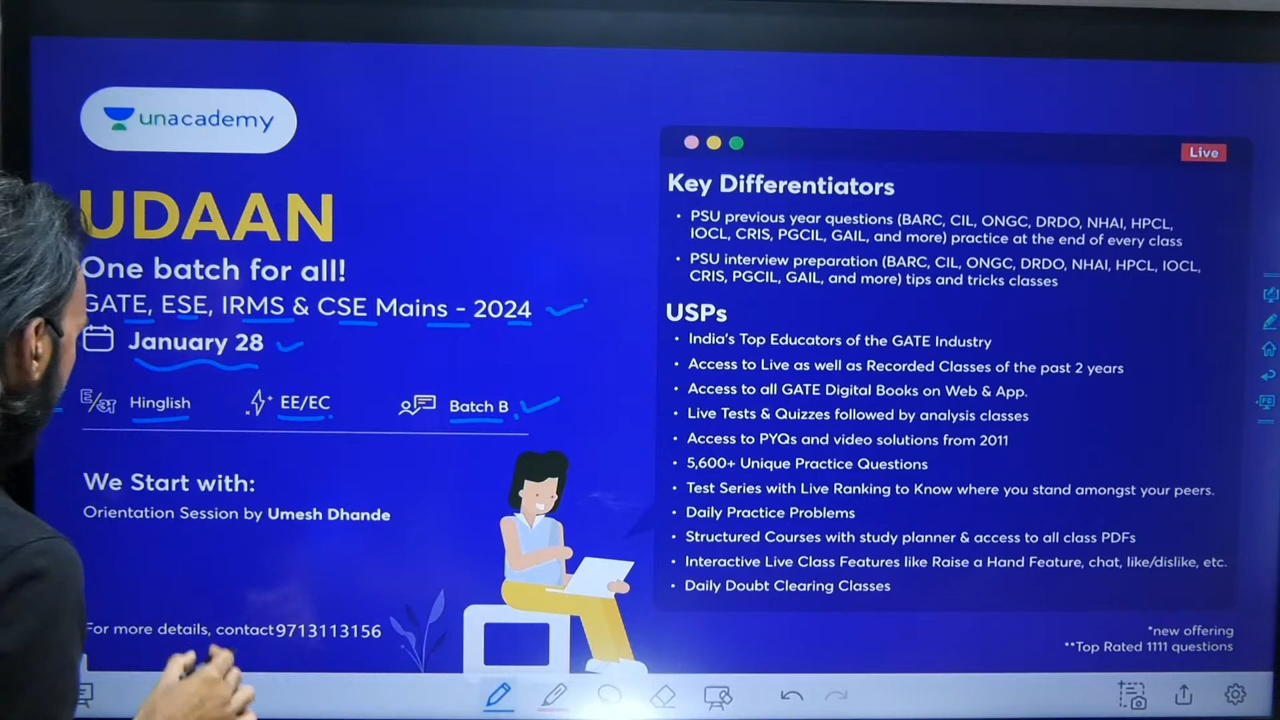 unacademy
UDAAN
One batch for all!
GATE, ESE, IRMS & CSE Mains - 2024
January 28
E/अ Hinglish
EE/EC
Batch B
We Start with:
Orientation Session by Umesh Dhande
For more details, contact 9713113156
Live
Key Differentiators
• PSU previous year questions (BARC, CIL, ONGC, DRDO, NHAI, HPCL,
IOCL, CRIS, PGCIL, GAIL, and more) practice at the end of every class
• PSU interview preparation (BARC, CIL, ONGC, DRDO, NHAI, HPCL, IOCL,
CRIS, PGCIL, GAIL, and more) tips and tricks classes
USPs
• India's Top Educators of the GATE Industry
• Access to Live as well as Recorded Classes of the past 2 years
• Access to all GATE Digital Books on Web & App.
• Live Tests & Quizzes followed by analysis classes
• Access to PYQs and video solutions from 2011
• 5,600+ Unique Practice Questions
• Test Series with Live Ranking to Know where you stand amongst your peers.
• Daily Practice Problems
• Structured Courses with study planner & access to all class PDFs
• Interactive Live Class Features like Raise a Hand Feature, chat, like/dislike, etc.
• Daily Doubt Clearing Classes
*new offering
**Top Rated 1111 questions